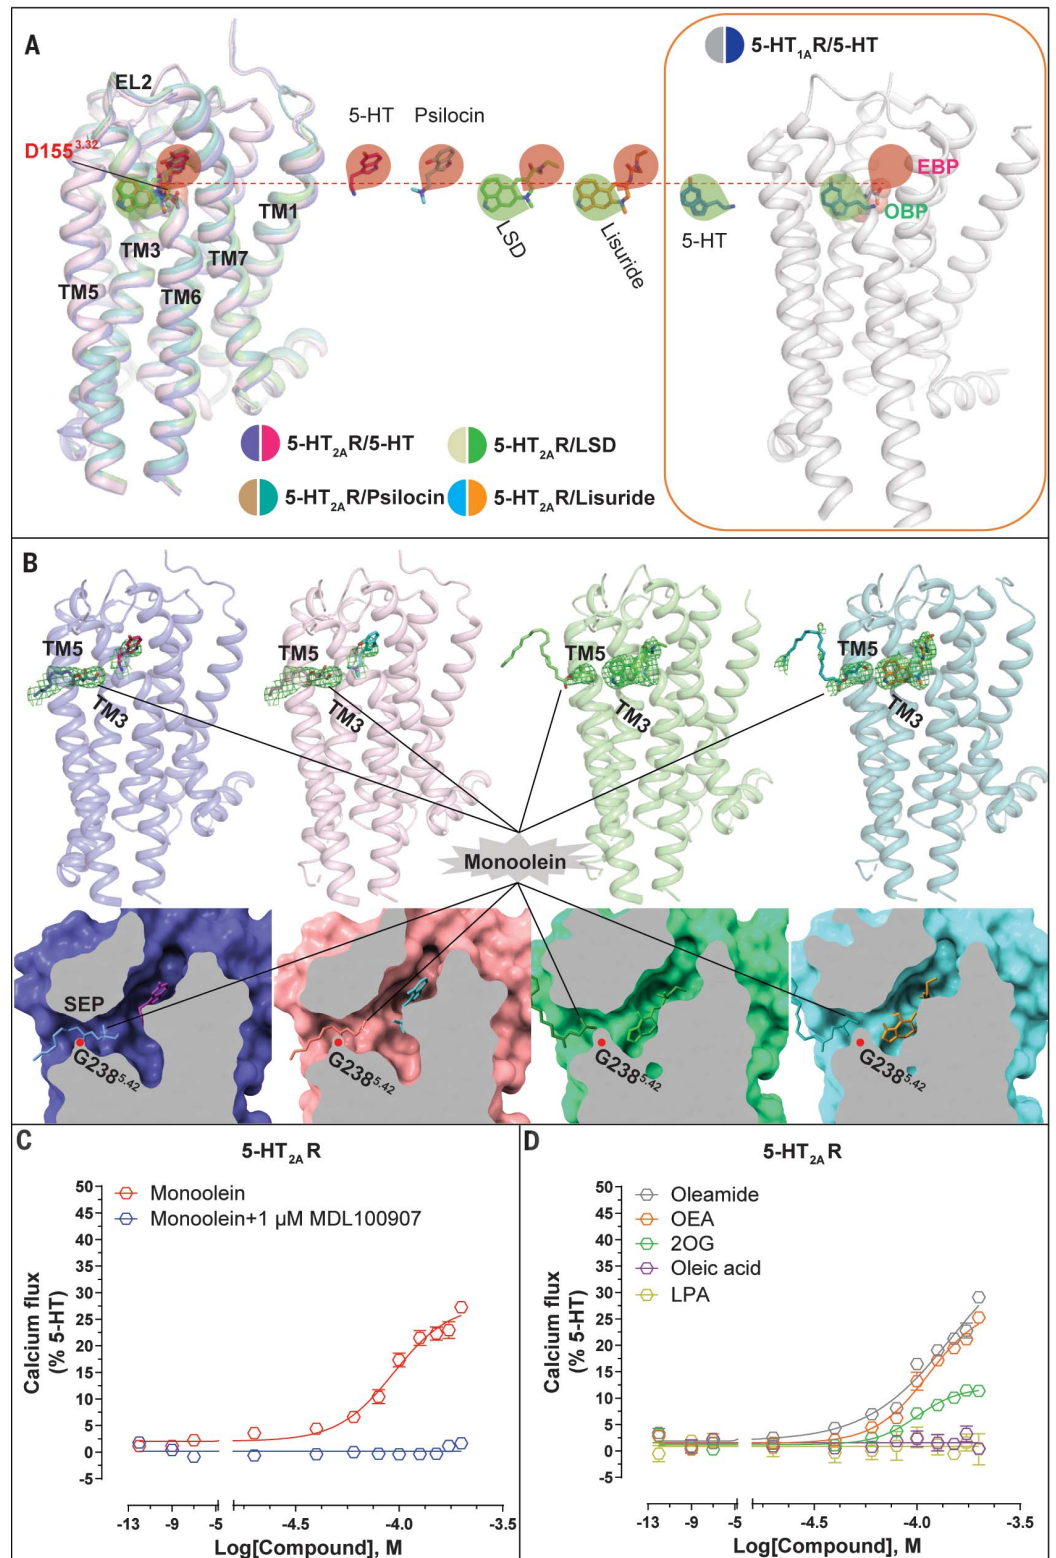 A
5-HT1AR/5-HT
EL2
D155^3.32
5-HT
Psilocin
EBP
OBP
TM1
TM3
TM7
TM5
TM6
LSD
Lisuride
5-HT
5-HT2AR/5-HT
5-HT2AR/LSD
5-HT2AR/Psilocin
5-HT2AR/Lisuride
B
TM5
TM3
TM5
TM3
TM5
TM3
TM5
TM3
Monoolein
SEP
G238^5.42
G238^5.42
G238^5.42
G238^5.42
C
5-HT2AR
Monoolein
Monoolein+1 µM MDL100907
Calcium flux
(% 5-HT)
50
45
40
35
30
25
20
15
10
5
0
-5
-13 -9 -5 -4.5 -4.0 -3.5
Log[Compound], M
D
5-HT2AR
Oleamide
OEA
2OG
Oleic acid
LPA
Calcium flux
(% 5-HT)
50
45
40
35
30
25
20
15
10
5
0
-5
-13 -9 -5 -4.5 -4.0 -3.5
Log[Compound], M